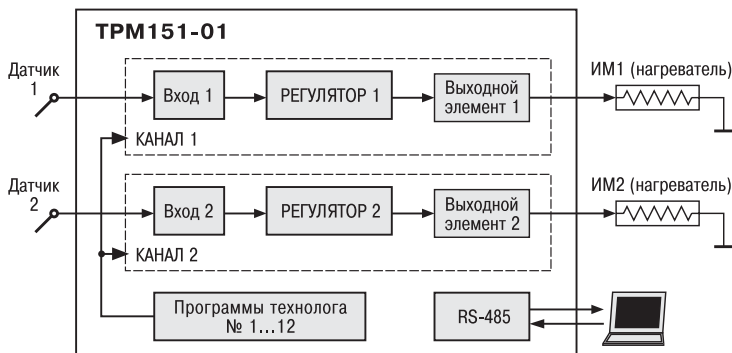 ТРМ151-01
Датчик
1
Вход 1
РЕГУЛЯТОР 1
Выходной
элемент 1
ИМ1 (нагреватель)
КАНАЛ 1
Датчик
2
Вход 2
РЕГУЛЯТОР 2
Выходной
элемент 2
ИМ2 (нагреватель)
КАНАЛ 2
Программы технолога
№ 1...12
RS-485